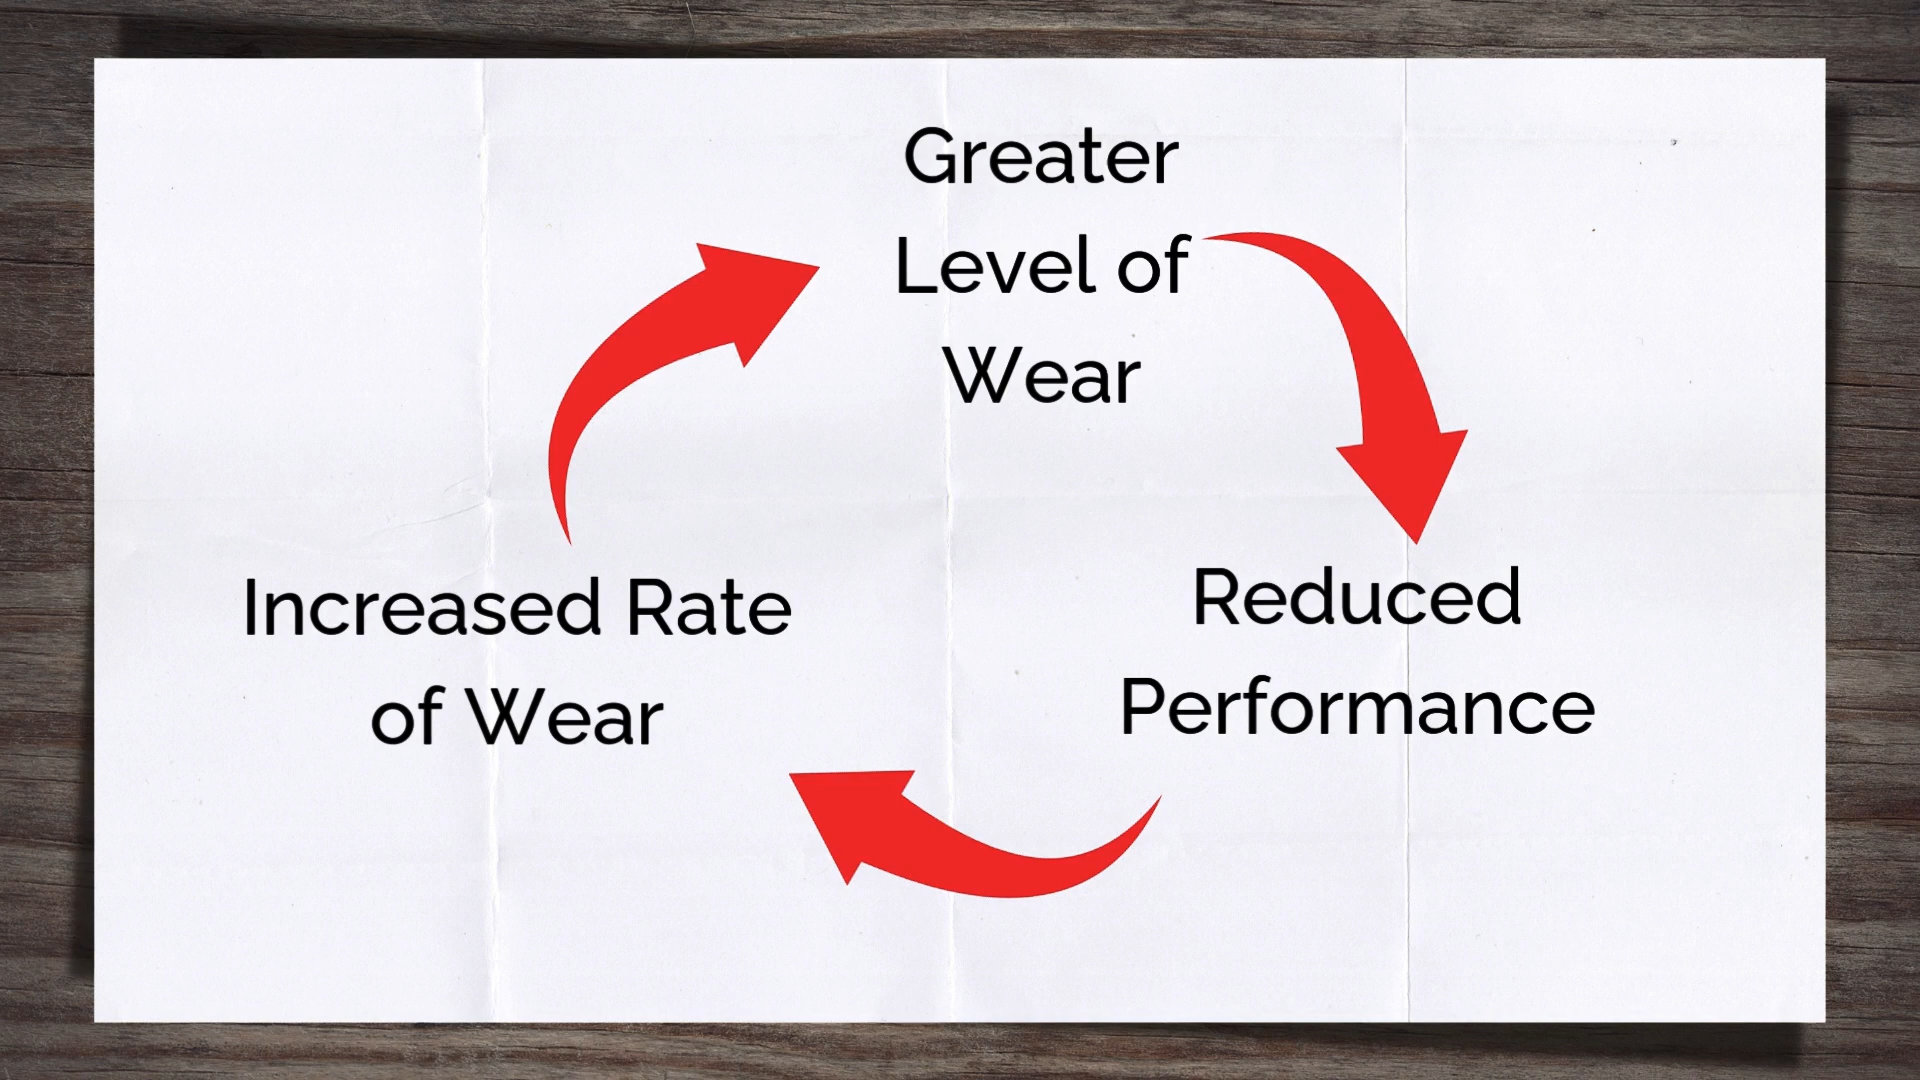 Greater
Level of
Wear
Reduced
Performance
Increased Rate
of Wear